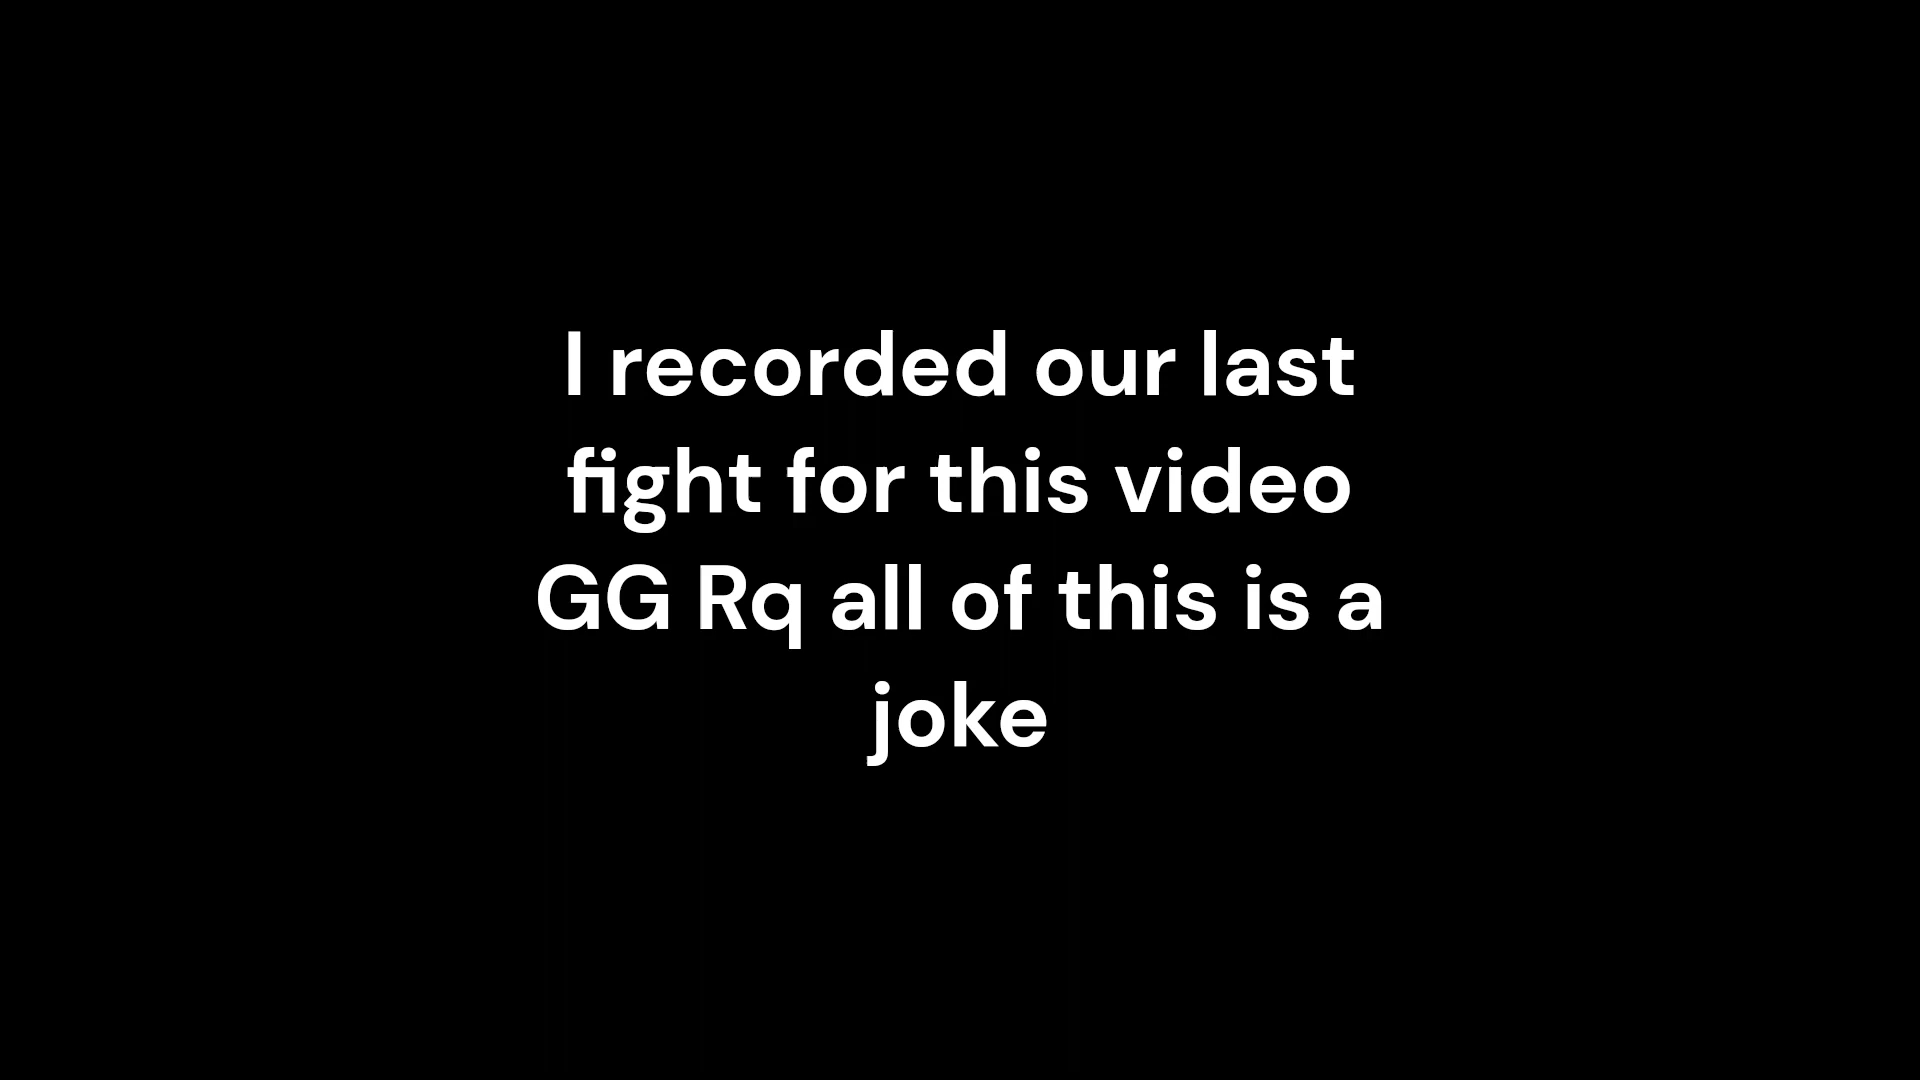 I recorded our last
fight for this video
GG Rq all of this is a
joke